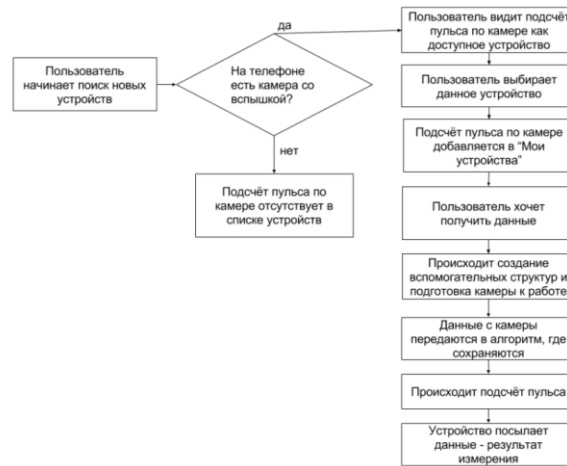 Пользователь
начинает поиск новых
устройств
На телефоне
есть камера со
вспышкой?
да
нет
Подсчёт пульса по
камере отсутствует в
списке устройств
Пользователь видит подсчёт
пульса по камере как
доступное устройство
Пользователь выбирает
данное устройство
Подсчёт пульса по камере
добавляется в “Мои
устройства”
Пользователь хочет
получить данные
Происходит создание
вспомогательных структур и
подготовка камеры к работе
Данные с камеры
передаются в алгоритм, где
сохраняются
Происходит подсчёт пульса
Устройство посылает
данные - результат
измерения